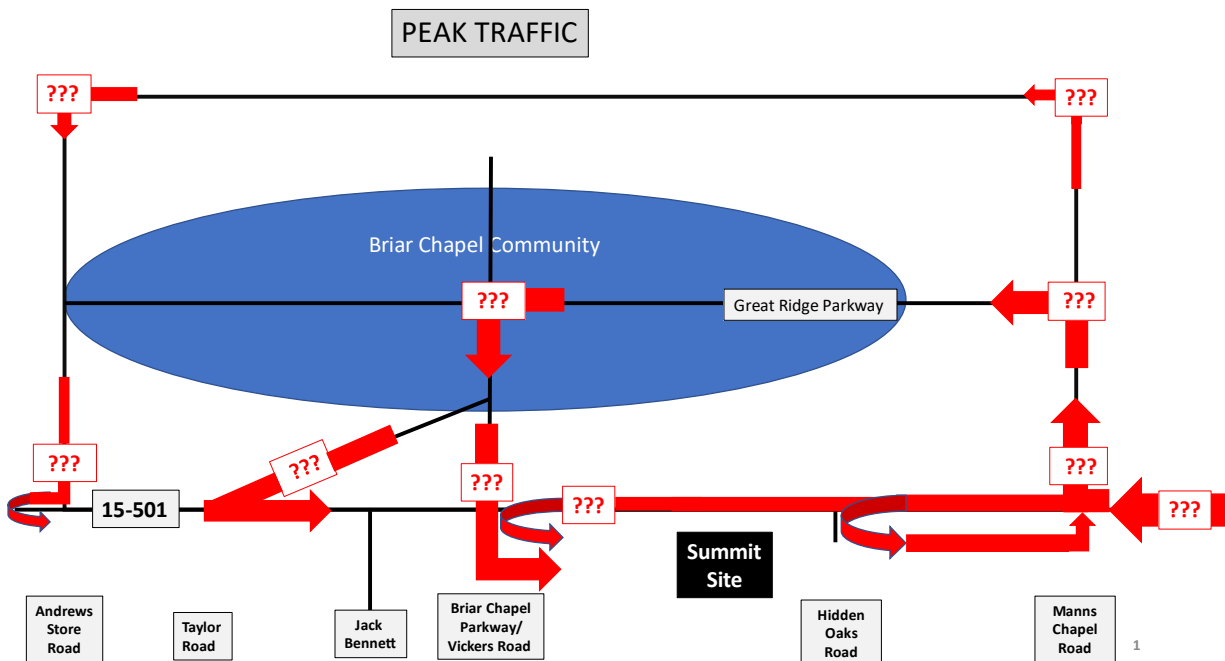 PEAK TRAFFIC
???
???
Briar Chapel Community
???
Great Ridge Parkway
???
???
???
???
???
???
???
15-501
Summit
Site
Andrews
Store
Road
Taylor
Road
Jack
Bennett
Briar Chapel
Parkway/
Vickers Road
Hidden
Oaks
Road
Manns
Chapel
Road
1